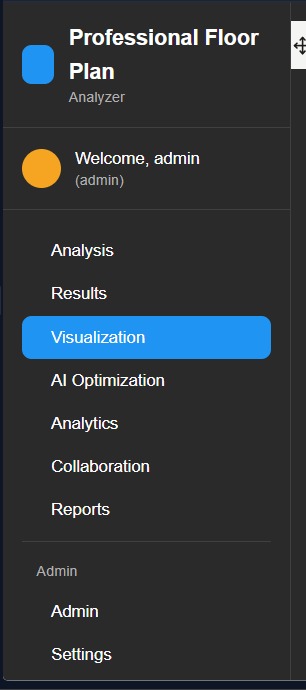 Professional Floor
Plan
Analyzer
Welcome, admin
(admin)
Analysis
Results
Visualization
AI Optimization
Analytics
Collaboration
Reports
Admin
Admin
Settings